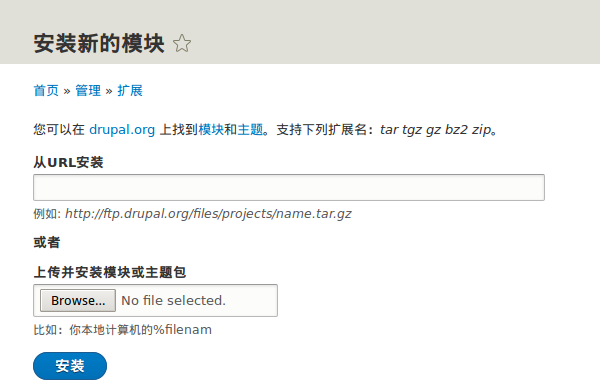 安装新的模块
首页 » 管理 » 扩展
您可以在 drupal.org 上找到模块和主题。支持下列扩展名：tar tgz gz bz2 zip。
从URL安装
例如: http://ftp.drupal.org/files/projects/name.tar.gz
或者
上传并安装模块或主题包
Browse... No file selected.
比如：你本地计算机的%filenam
安装